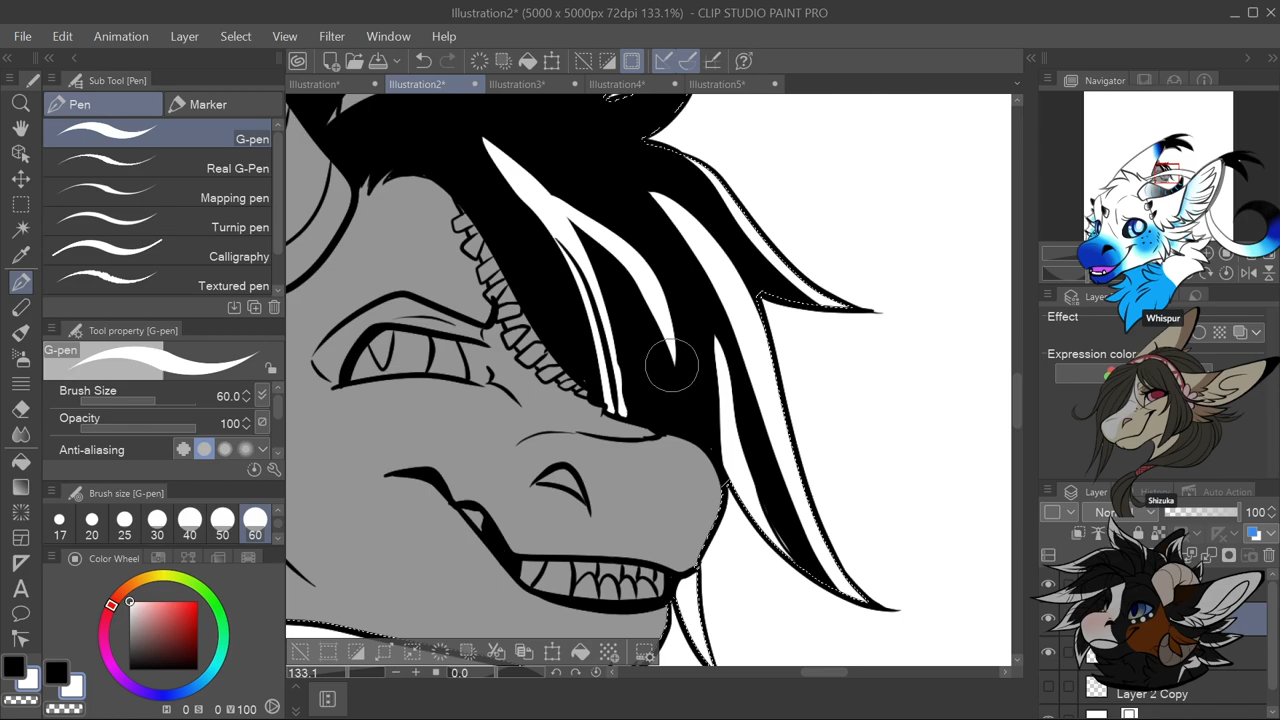 Illustration2* (5000 x 5000px 72dpi 133.1%) - CLIP STUDIO PAINT PRO
File Edit Animation Layer Select View Filter Window Help
Sub Tool [Pen]
Illustration* Illustration2* Illustration3* Illustration4* Illustration5*
Navigator
Pen Marker
G-pen
Real G-Pen
Mapping pen
Turnip pen
Calligraphy
Textured pen
Tool property [G-pen]
G-pen
Brush Size 60.0
Opacity 100
Anti-aliasing
Brush size [G-pen]
17 20 25 30 40 50 60
Color Wheel
H 0 S 0 V 100
133.1 0.0
Whispur
Effect
Expression color
Shizuka
Layer History Auto Action
100
Layer 2 Copy